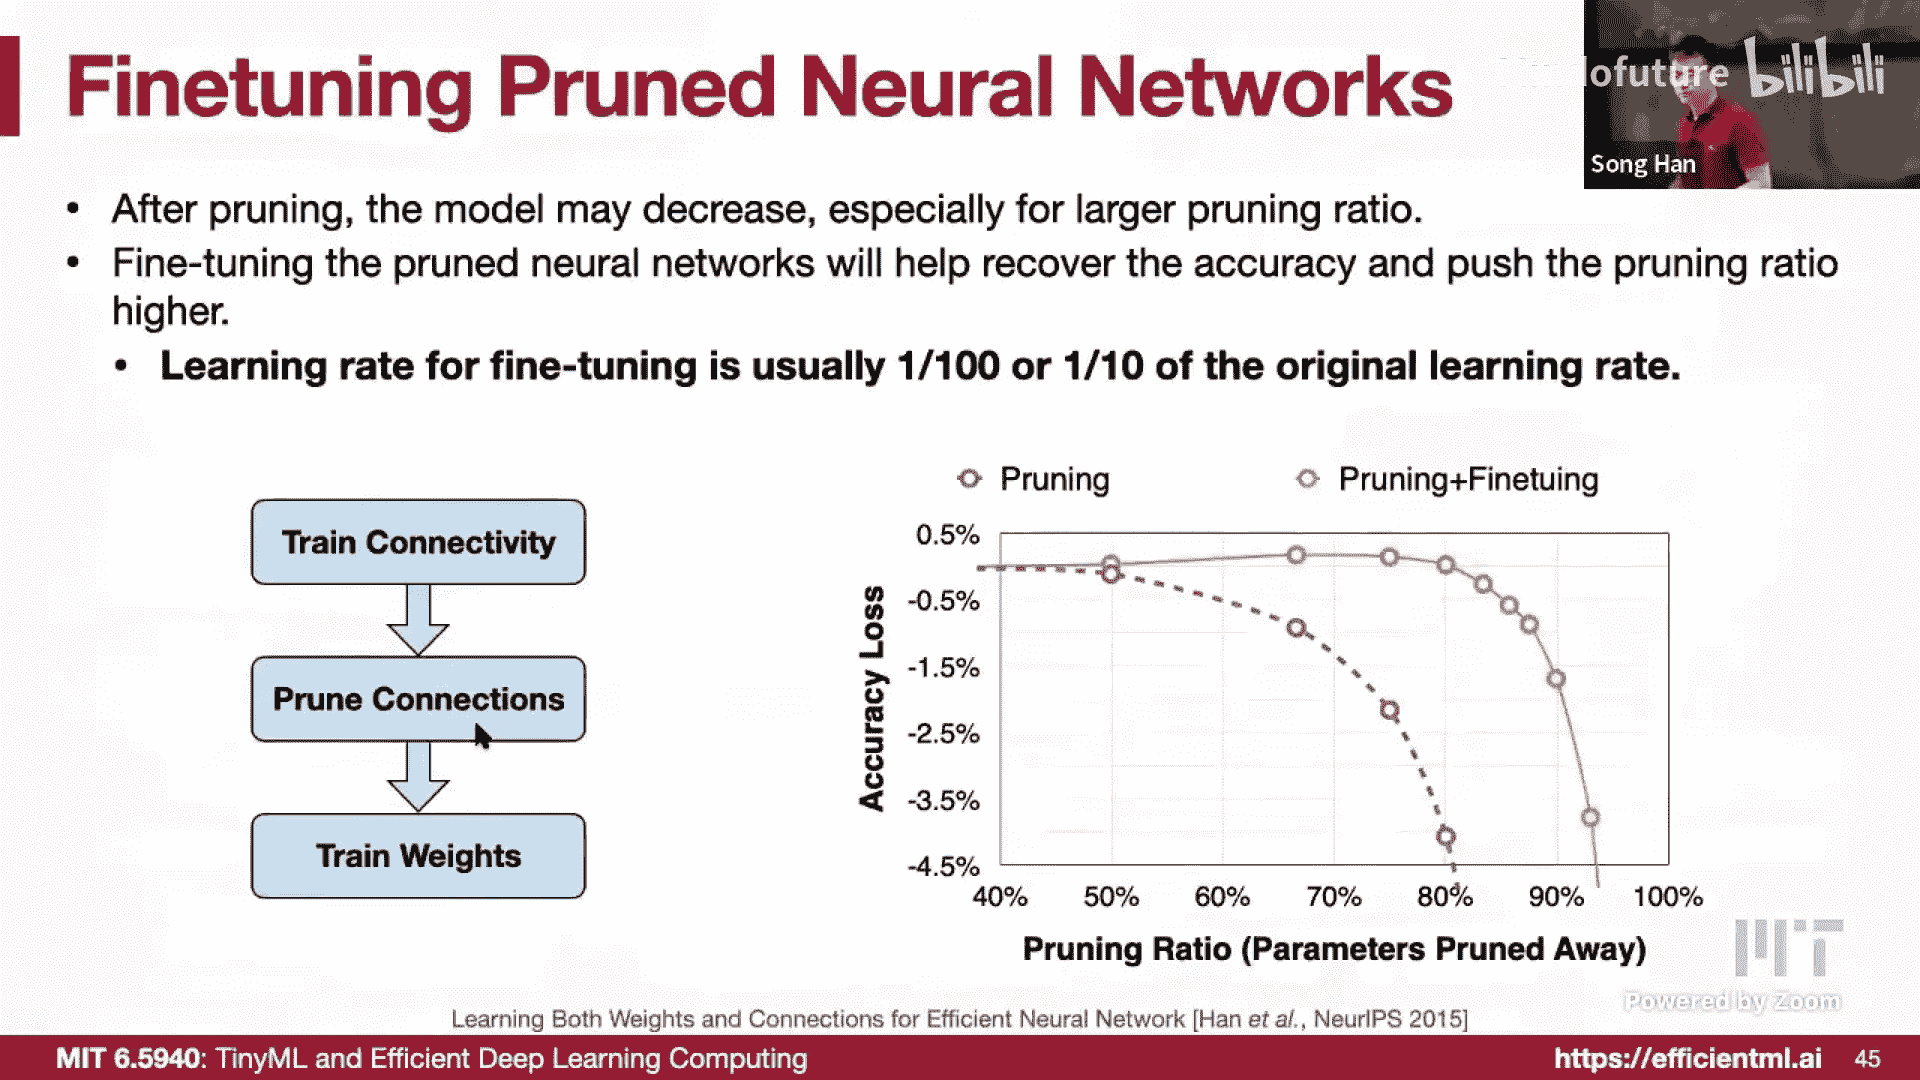 Finetuning Pruned Neural Networks
lofuture bilibili
Song Han
• After pruning, the model may decrease, especially for larger pruning ratio.
• Fine-tuning the pruned neural networks will help recover the accuracy and push the pruning ratio
higher.
• Learning rate for fine-tuning is usually 1/100 or 1/10 of the original learning rate.
Train Connectivity
Prune Connections
Train Weights
Pruning
Pruning+Finetuing
Accuracy Loss
0.5%
-0.5%
-1.5%
-2.5%
-3.5%
-4.5%
40% 50% 60% 70% 80% 90% 100%
Pruning Ratio (Parameters Pruned Away)
MIT
Powered by Zoom
Learning Both Weights and Connections for Efficient Neural Network [Han et al., NeurIPS 2015]
MIT 6.5940: TinyML and Efficient Deep Learning Computing
https://efficientml.ai
45